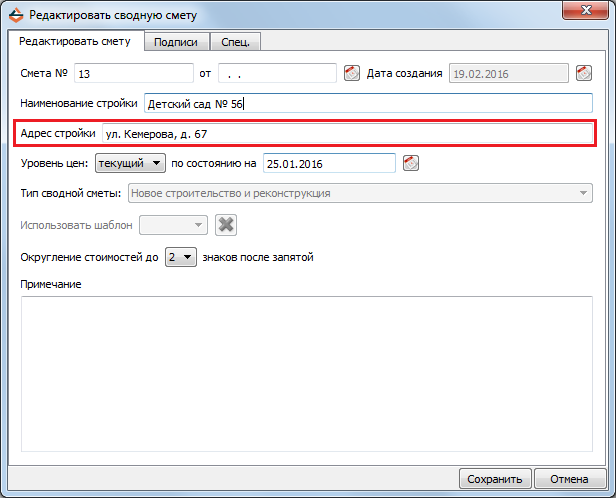 Редактировать сводную смету
Редактировать смету Подписи Спец.
Смета № 13 от . . Дата создания 19.02.2016
Наименование стройки Детский сад № 56
Адрес стройки ул. Кемерова, д. 67
Уровень цен: текущий по состоянию на 25.01.2016
Тип сводной сметы: Новое строительство и реконструкция
Использовать шаблон
Округление стоимостей до 2 знаков после запятой
Примечание
Сохранить Отмена